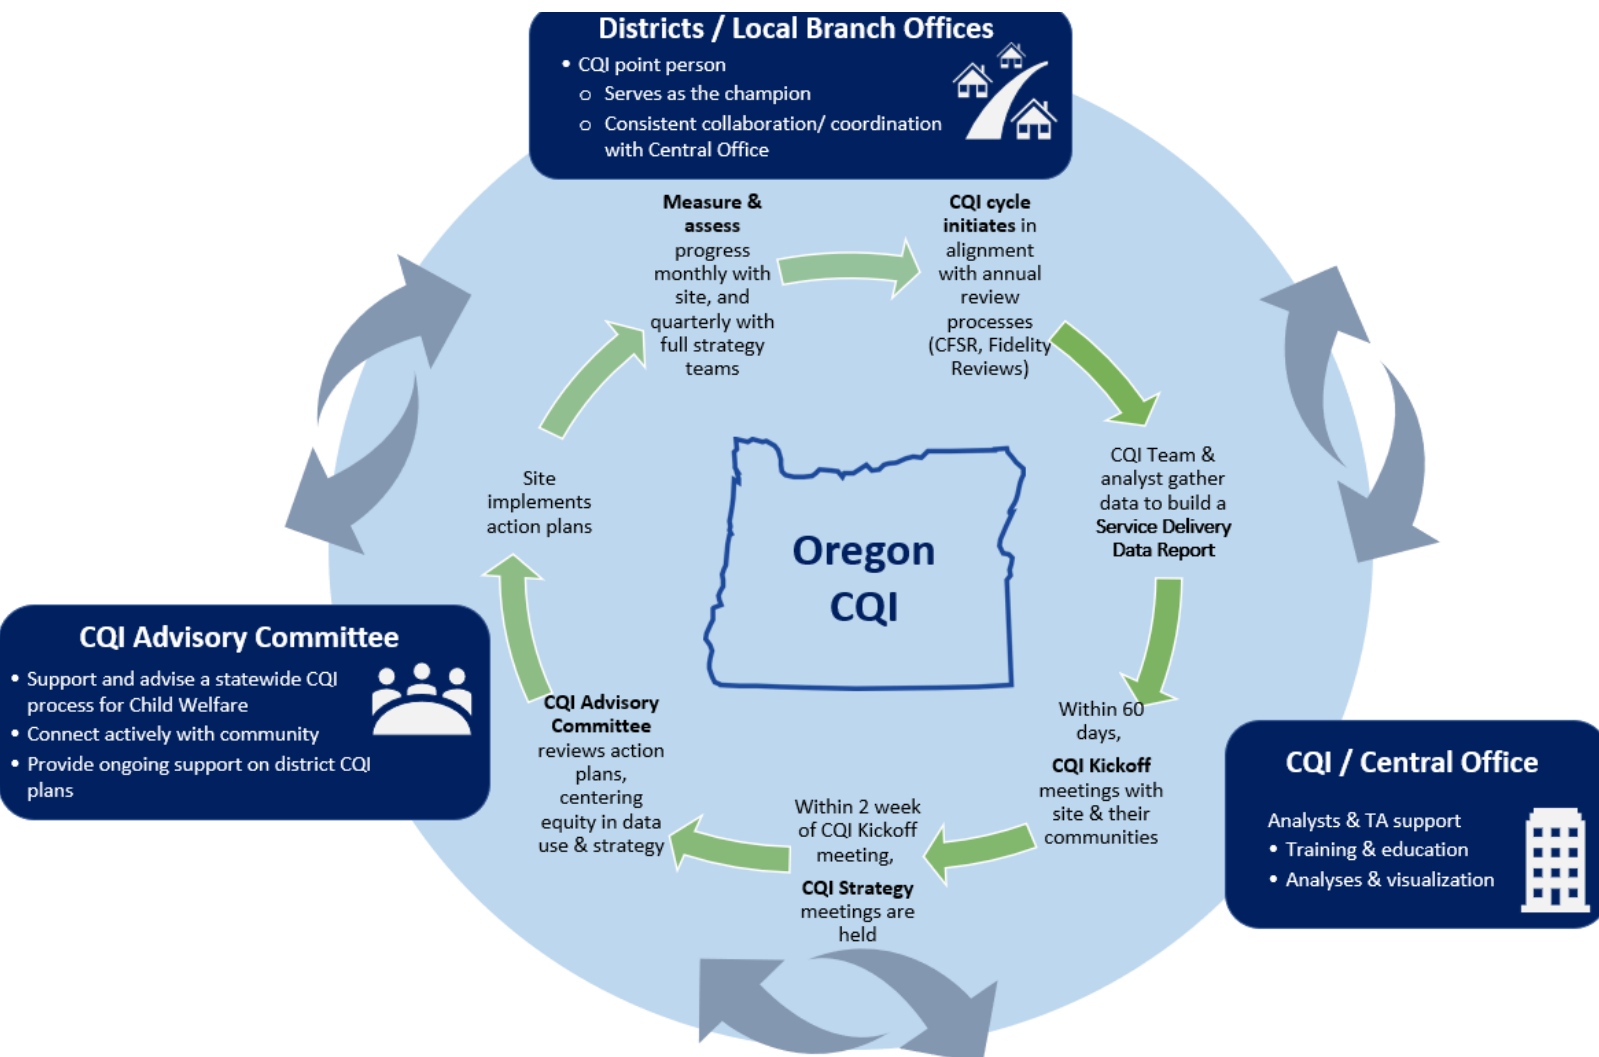 Districts / Local Branch Offices
• CQI point person
o Serves as the champion
o Consistent collaboration/ coordination
with Central Office
Measure &
assess
progress
monthly with
site, and
quarterly with
full strategy
teams
CQI cycle
initiates in
alignment
with annual
review
processes
(CFSR, Fidelity
Reviews)
CQI Team &
analyst gather
data to build a
Service Delivery
Data Report
Within 60
days,
CQI Kickoff
meetings with
site & their
communities
Within 2 week
of CQI Kickoff
meeting,
CQI Strategy
meetings are
held
CQI Advisory
Committee
reviews action
plans,
centering
equity in data
use & strategy
Site
implements
action plans
Oregon
CQI
CQI Advisory Committee
• Support and advise a statewide CQI
process for Child Welfare
• Connect actively with community
• Provide ongoing support on district CQI
plans
CQI / Central Office
Analysts & TA support
• Training & education
• Analyses & visualization